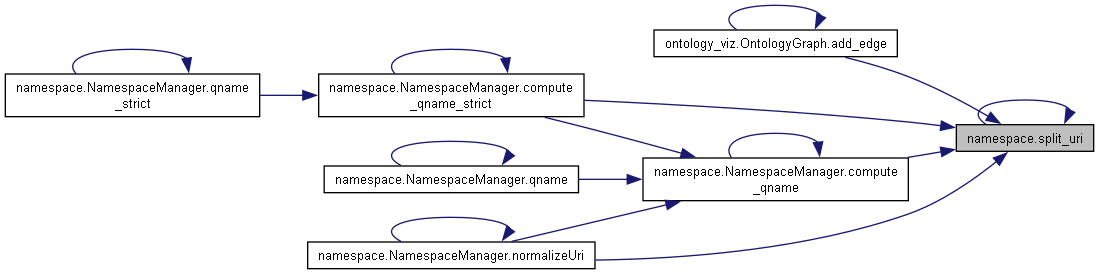 ontology_viz.OntologyGraph.add_edge
namespace.NamespaceManager.qname
_strict
namespace.NamespaceManager.compute
_qname_strict
namespace.split_uri
namespace.NamespaceManager.qname
namespace.NamespaceManager.compute
_qname
namespace.NamespaceManager.normalizeUri